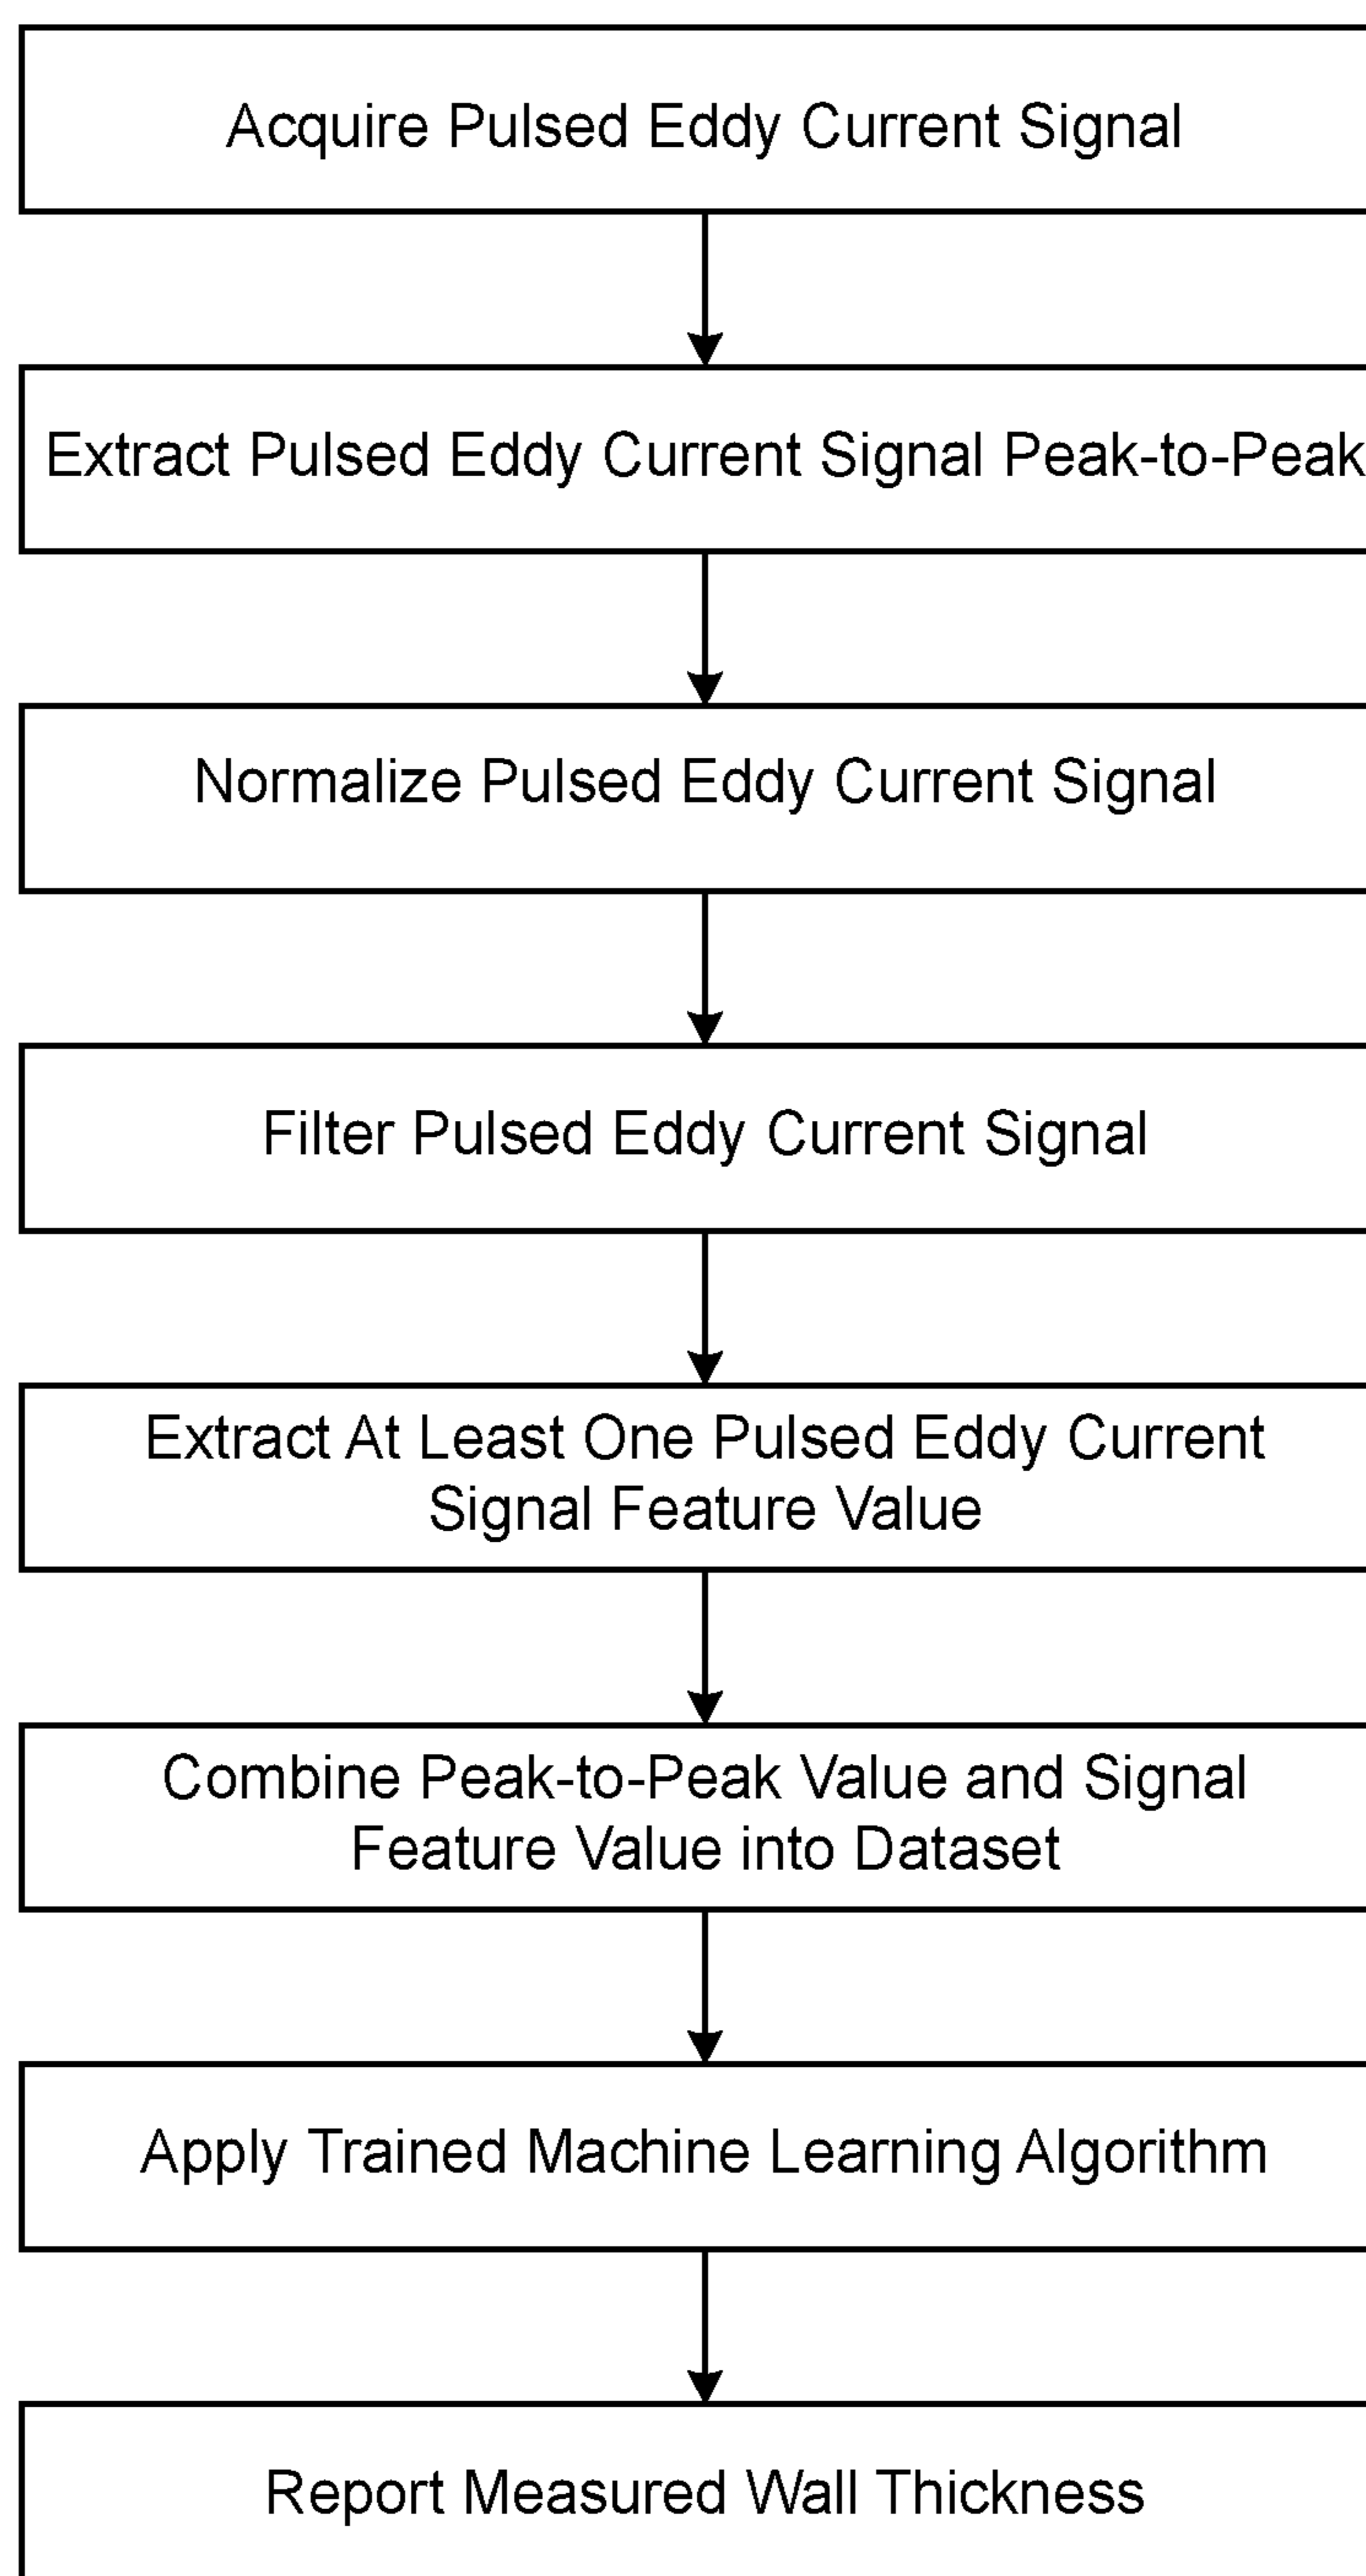 Acquire Pulsed Eddy Current Signal
Extract Pulsed Eddy Current Signal Peak-to-Peak
Normalize Pulsed Eddy Current Signal
Filter Pulsed Eddy Current Signal
Extract At Least One Pulsed Eddy Current
Signal Feature Value
Combine Peak-to-Peak Value and Signal
Feature Value into Dataset
Apply Trained Machine Learning Algorithm
Report Measured Wall Thickness